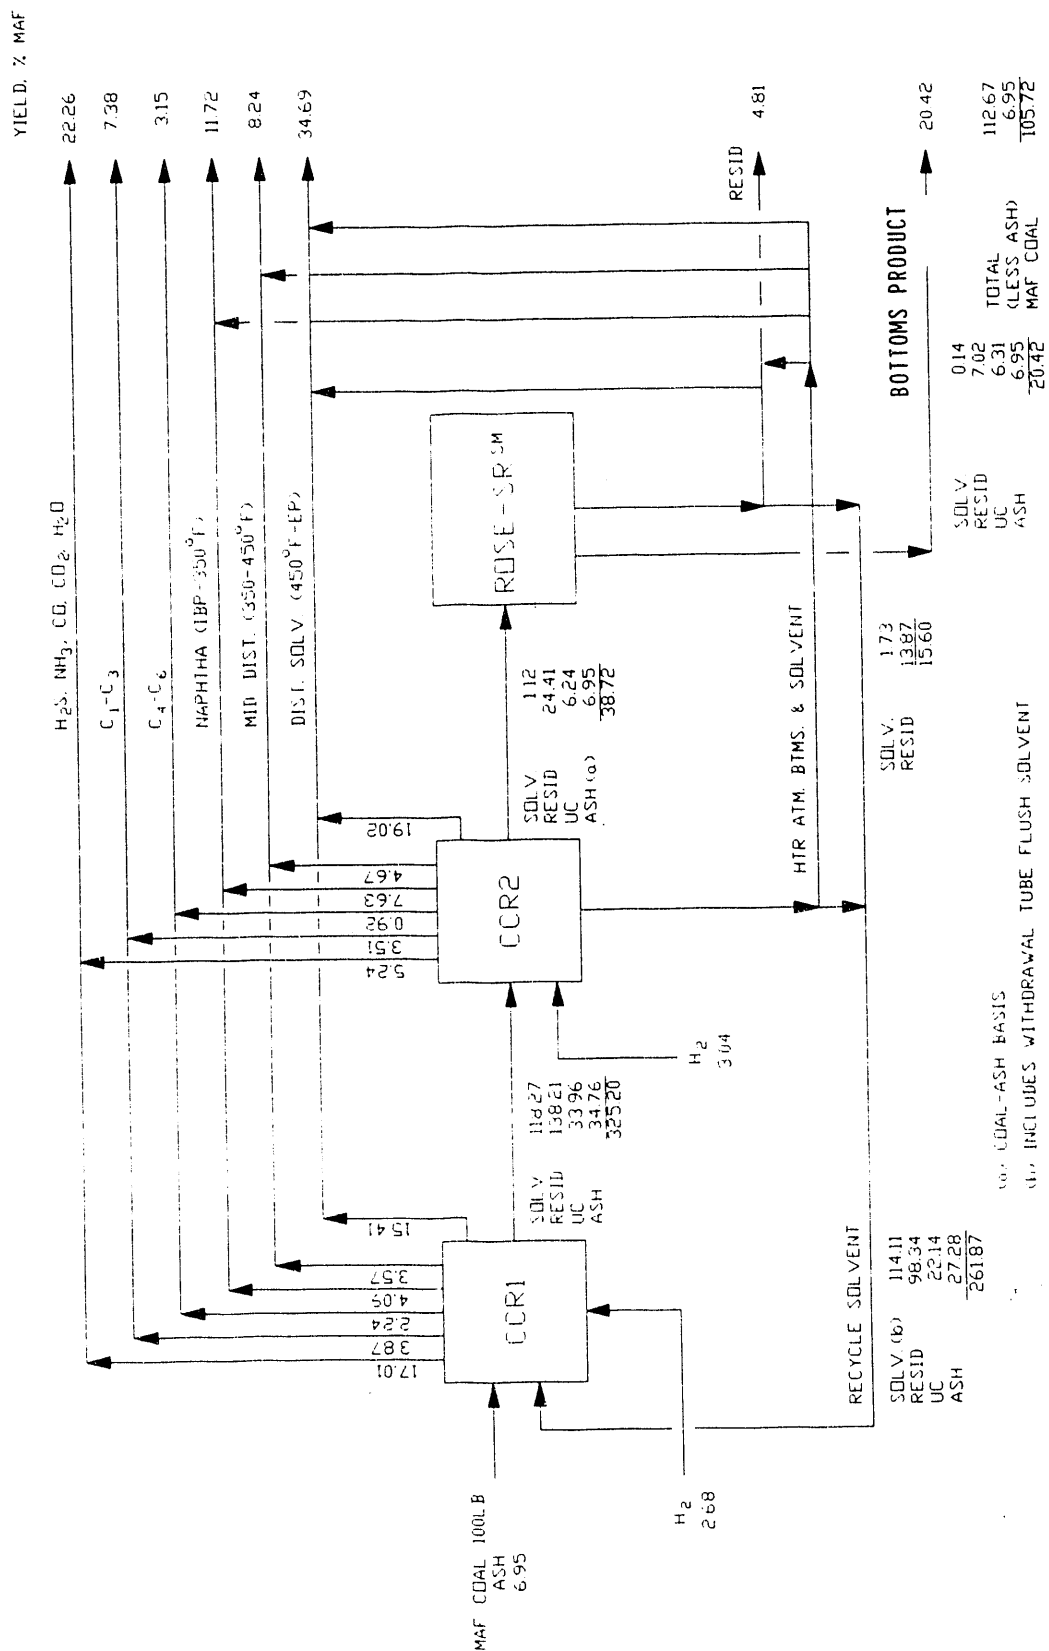 YIELD, % MAF
H2S, NH3, CO, CO2, H2O
22.26
C1-C3
7.38
C4-C6
3.15
NAPHTHA (IBP-350°F)
11.72
MID DIST. (350-450°F)
8.24
DIST. SOLV. (450°F-EP)
34.69
17.01
3.87
2.24
4.09
3.57
15.41
5.24
3.51
0.92
7.63
4.67
19.02
MAF COAL 100LB
ASH
6.95
CCR1
H2
2.68
SOLV. 118.27
RESID 138.21
UC 33.96
ASH 34.76
325.20
CCR2
H2
3.04
SOLV 1.12
RESID 24.41
UC 6.24
ASH (a) 6.95
38.72
ROSE-SR SM
RESID
4.81
HTR ATM. BTMS. & SOLVENT
RECYCLE SOLVENT
SOLV. (b) 114.11
RESID 98.34
UC 22.14
ASH 27.28
261.87
SOLV. 1.73
RESID 13.87
15.60
BOTTOMS PRODUCT
20.42
SOLV 0.14
RESID 7.02
UC 6.31
ASH 6.95
20.42
TOTAL 112.67
(LESS ASH) 6.95
MAF COAL 105.72
(a) COAL-ASH BASIS
(b) INCLUDES WITHDRAWAL TUBE FLUSH SOLVENT